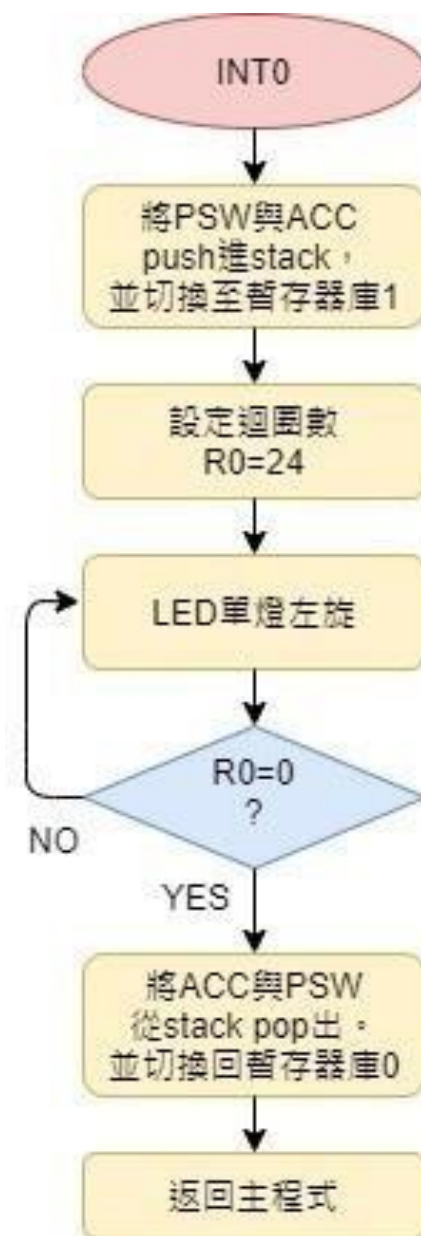 INT0
將PSW與ACC
push進stack，
並切換至暫存器庫1
設定迴圈數
R0=24
LED單燈左旋
R0=0
?
NO
YES
將ACC與PSW
從stack pop出。
並切換回暫存器庫0
返回主程式